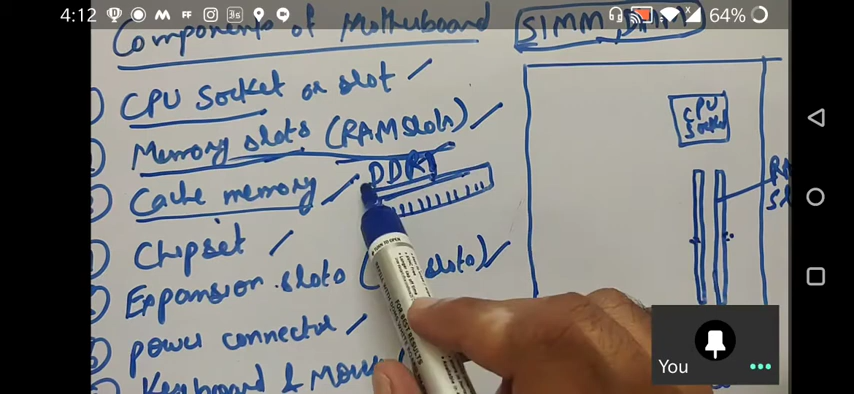 4:12
64%
Components of Motherboard
SIMM DIMM
CPU Socket or slot
Memory slots (RAM Slots)
DDR
Cache memory
Chipset
Expansion slots ( slots)
power connector
Keyboard & Mouse
CPU
Socket
You